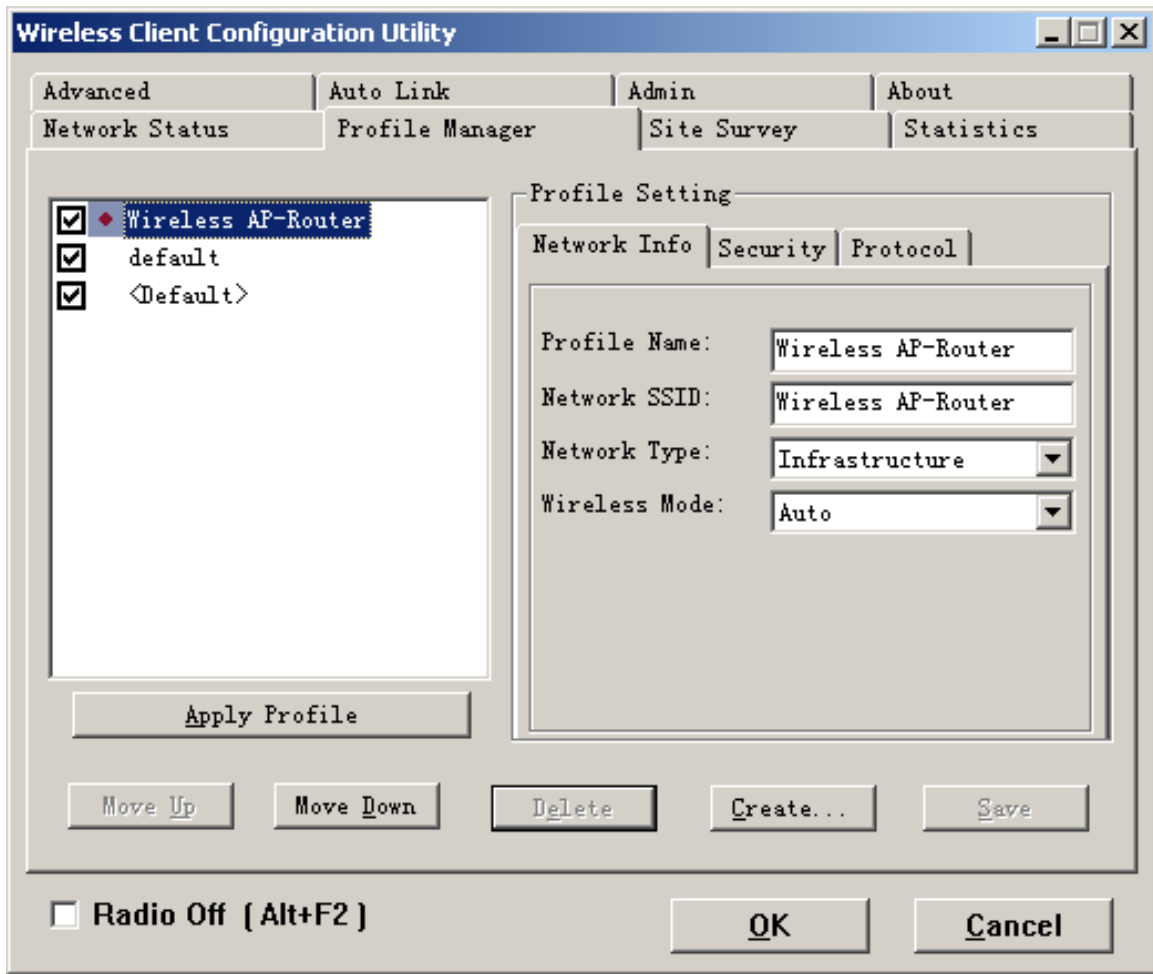 Wireless Client Configuration Utility
Advanced Auto Link Admin About
Network Status Profile Manager Site Survey Statistics
Wireless AP-Router
default
<Default>
Profile Setting
Network Info Security Protocol
Profile Name: Wireless AP-Router
Network SSID: Wireless AP-Router
Network Type: Infrastructure
Wireless Mode: Auto
Apply Profile
Move Up Move Down Delete Create... Save
Radio Off ( Alt+F2 )
OK Cancel